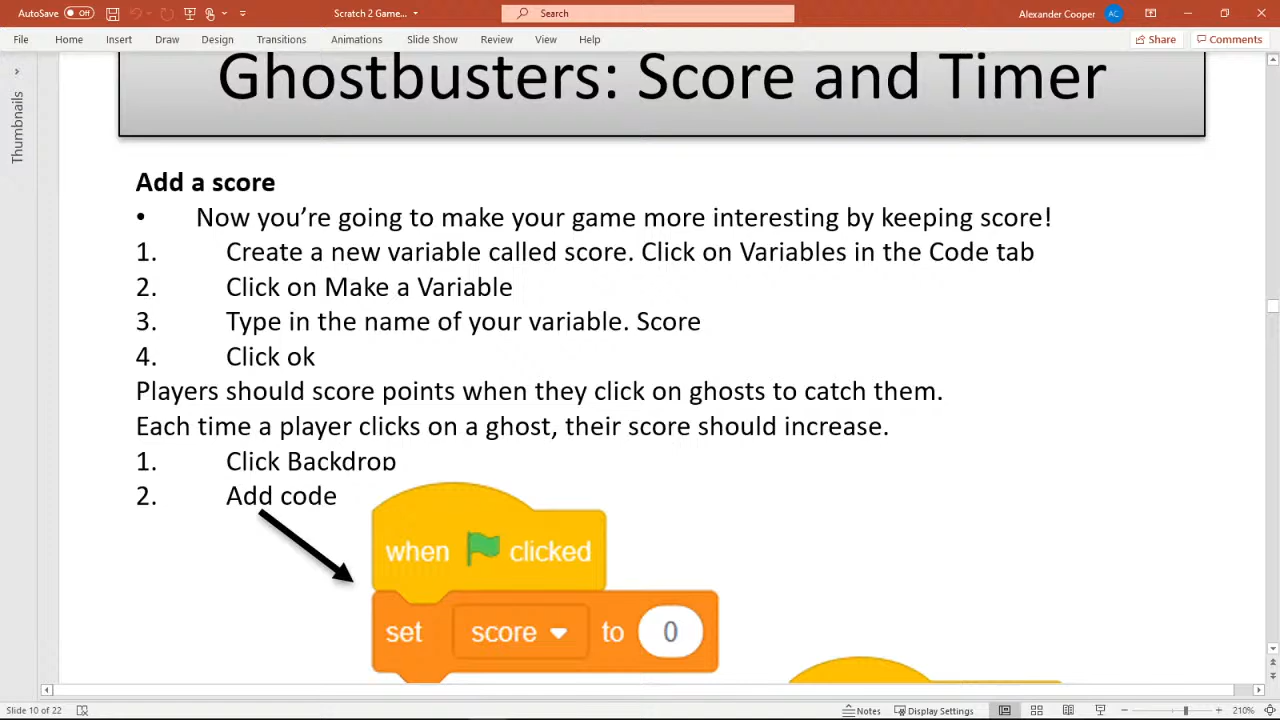 AutoSave Off Scratch 2 Game... Search Alexander Cooper AC
File Home Insert Draw Design Transitions Animations Slide Show Review View Help Share Comments
Thumbnails
Ghostbusters: Score and Timer
Add a score
• Now you're going to make your game more interesting by keeping score!
1. Create a new variable called score. Click on Variables in the Code tab
2. Click on Make a Variable
3. Type in the name of your variable. Score
4. Click ok
Players should score points when they click on ghosts to catch them.
Each time a player clicks on a ghost, their score should increase.
1. Click Backdrop
2. Add code
when clicked
set score to 0
Slide 10 of 22 Notes Display Settings 210%